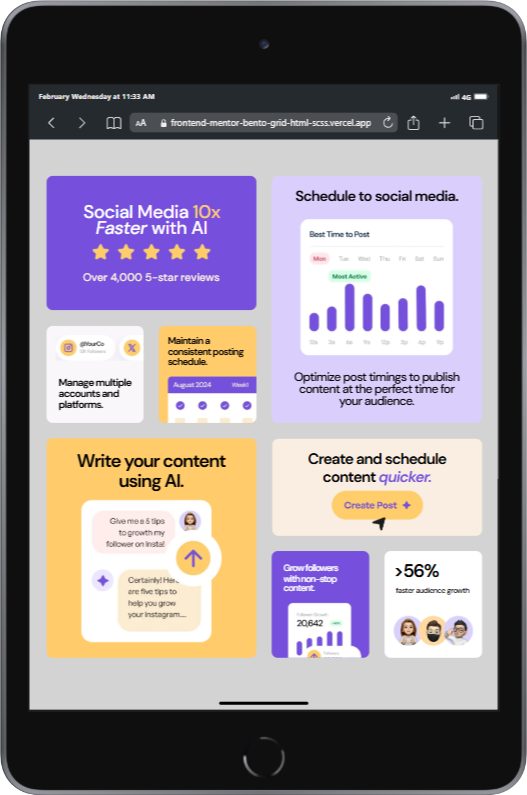 February Wednesday at 11:33 AM
4G
AA
frontend-mentor-bento-grid-html-scss.vercel.app
Social Media 10x
Faster with AI
Over 4,000 5-star reviews
Schedule to social media.
Best Time to Post
Mon Tue Wed Thu Fri Sat Sun
Most Active
Optimize post timings to publish
content at the perfect time for
your audience.
@YourCo
Manage multiple
accounts and
platforms.
Maintain a
consistent posting
schedule.
August 2024
Write your content
using AI.
Give me a 5 tips
to growth my
follower on Insta!
Certainly! Here
are five tips to
help you grow
your Instagram...
Create and schedule
content quicker.
Create Post
Grow followers
with non-stop
content.
Follower Growth
20,642
>56%
faster audience growth